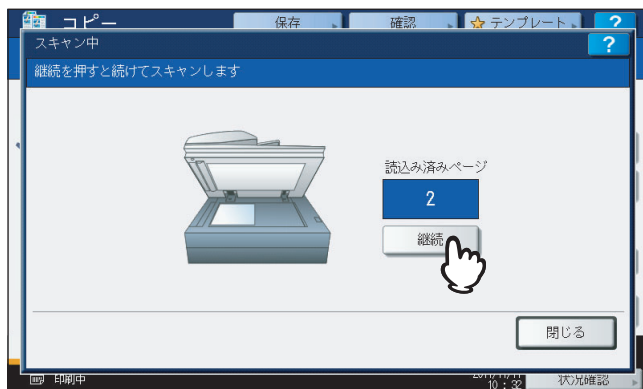 コピー
保存
確認
テンプレート
?
スキャン中
?
継続を押すと続けてスキャンします
読込み済みページ
2
継続
閉じる
印刷中
10 : 32
状況確認